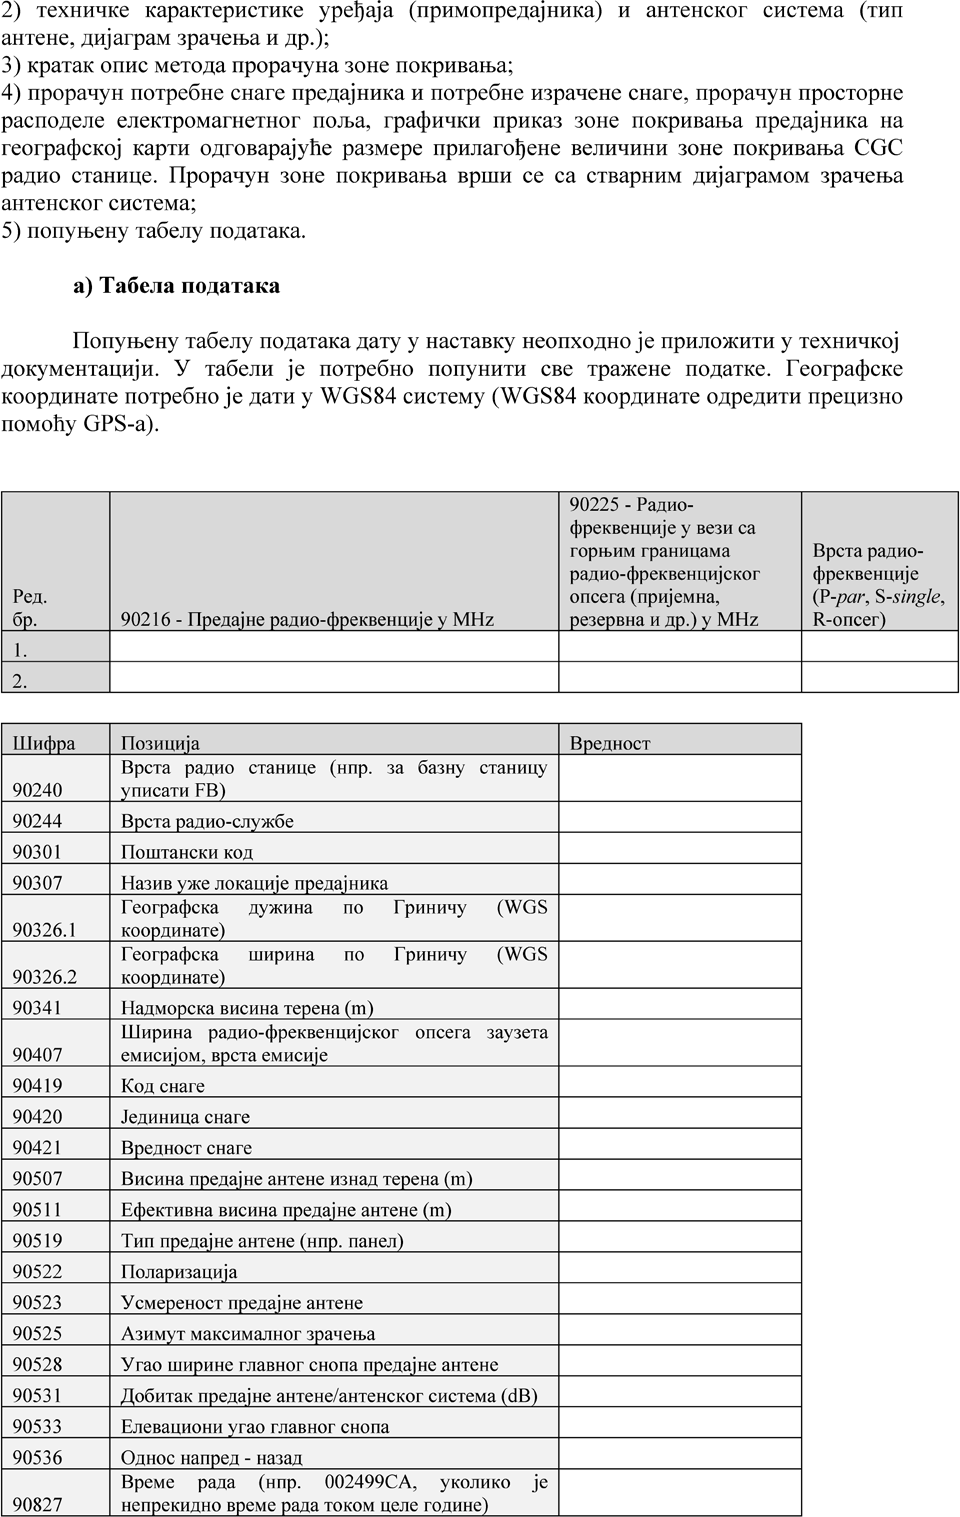 2) техничке карактеристике уређаја (примопредајника) и антенског система (тип
антене, дијаграм зрачења и др.);
3) кратак опис метода прорачуна зоне покривања;
4) прорачун потребне снаге предајника и потребне израчене снаге, прорачун просторне
расподеле електромагнетног поља, графички приказ зоне покривања предајника на
географској карти одговарајуће размере прилагођене величини зоне покривања CGC
радио станице. Прорачун зоне покривања врши се са стварним дијаграмом зрачења
антенског система;
5) попуњену табелу података.
а) Табела података
Попуњену табелу података дату у наставку неопходно је приложити у техничкој
документацији. У табели је потребно попунити све тражене податке. Географске
координате потребно је дати у WGS84 систему (WGS84 координате одредити прецизно
помоћу GPS-а).
Ред.
бр.
90216 - Предајне радио-фреквенције у MHz
90225 - Радио-
фреквенције у вези са
горњим границама
радио-фреквенцијског
опсега (пријемна,
резервна и др.) у MHz
Врста радио-
фреквенције
(P-par, S-single,
R-опсег)
1.
2.
Шифра Позиција Вредност
90240 Врста радио станице (нпр. за базну станицу
уписати FB)
90244 Врста радио-службе
90301 Поштански код
90307 Назив уже локације предајника
90326.1 Географска дужина по Гриничу (WGS
координате)
90326.2 Географска ширина по Гриничу (WGS
координате)
90341 Надморска висина терена (m)
90407 Ширина радио-фреквенцијског опсега заузета
емисијом, врста емисије
90419 Код снаге
90420 Јединица снаге
90421 Вредност снаге
90507 Висина предајне антене изнад терена (m)
90511 Ефективна висина предајне антене (m)
90519 Тип предајне антене (нпр. панел)
90522 Поларизација
90523 Усмереност предајне антене
90525 Азимут максималног зрачења
90528 Угао ширине главног снопа предајне антене
90531 Добитак предајне антене/антенског система (dB)
90533 Елевациони угао главног снопа
90536 Однос напред - назад
90827 Време рада (нпр. 002499CA, уколико је
непрекидно време рада током целе године)